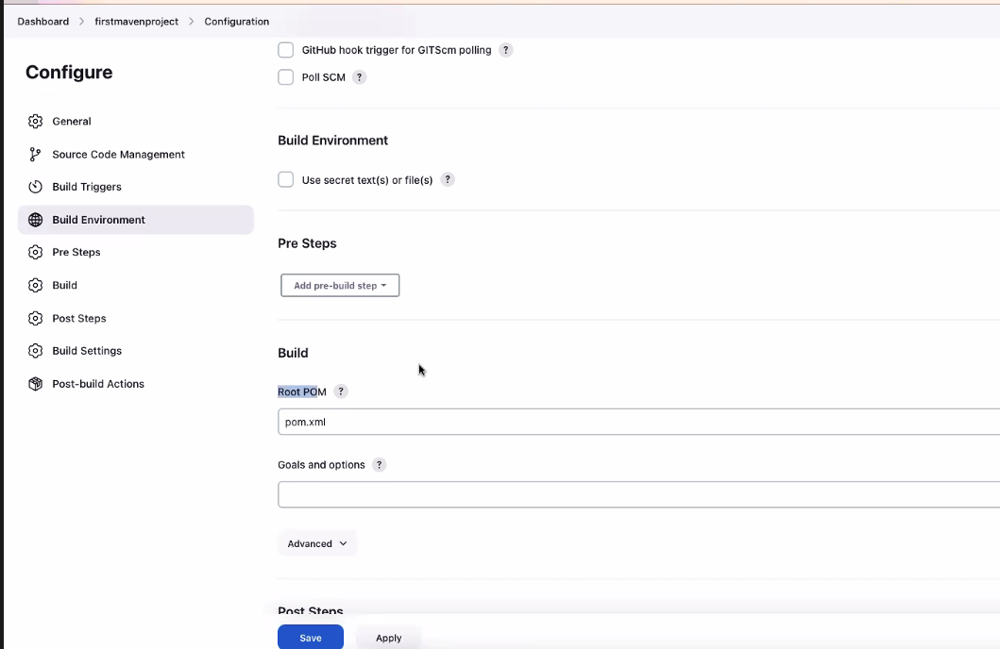 Dashboard > firstmavenproject > Configuration
Configure
General
Source Code Management
Build Triggers
Build Environment
Pre Steps
Build
Post Steps
Build Settings
Post-build Actions
GitHub hook trigger for GITScm polling ?
Poll SCM ?
Build Environment
Use secret text(s) or file(s) ?
Pre Steps
Add pre-build step
Build
Root POM ?
pom.xml
Goals and options ?
Advanced
Post Steps
Save Apply